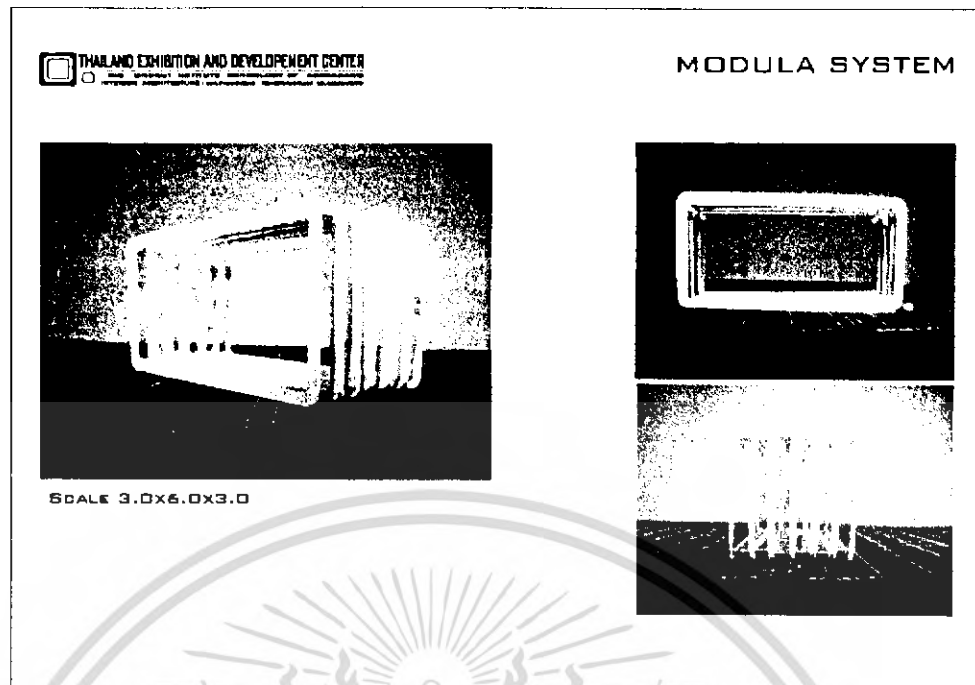 THAILAND EXHIBITION AND DEVELOPEMENT CENTER
MODULA SYSTEM
SCALE 3.0X6.0X3.0